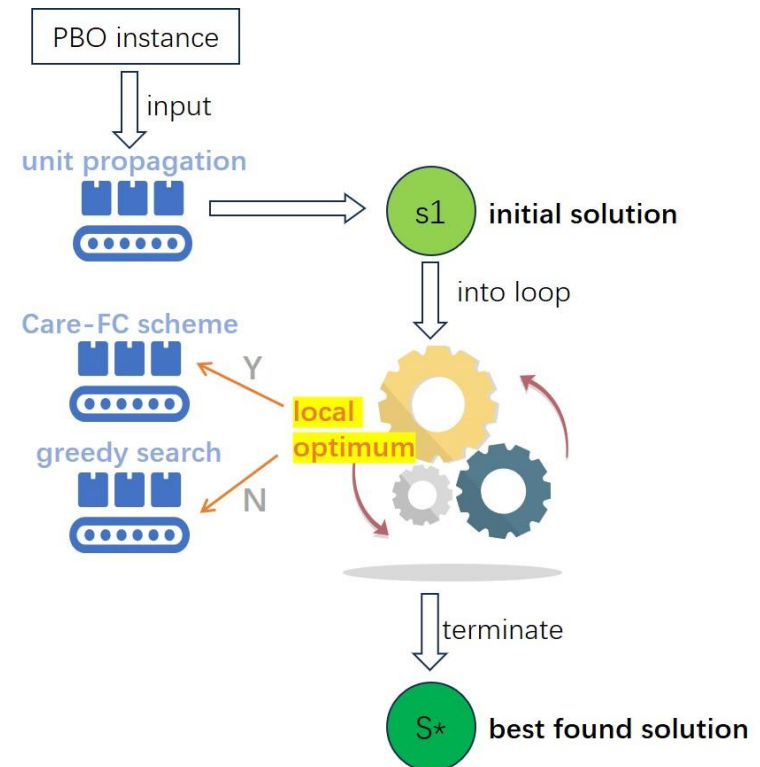 PBO instance
input
unit propagation
s1
initial solution
into loop
Care-FC scheme
Y
local
optimum
greedy search
N
terminate
S*
best found solution